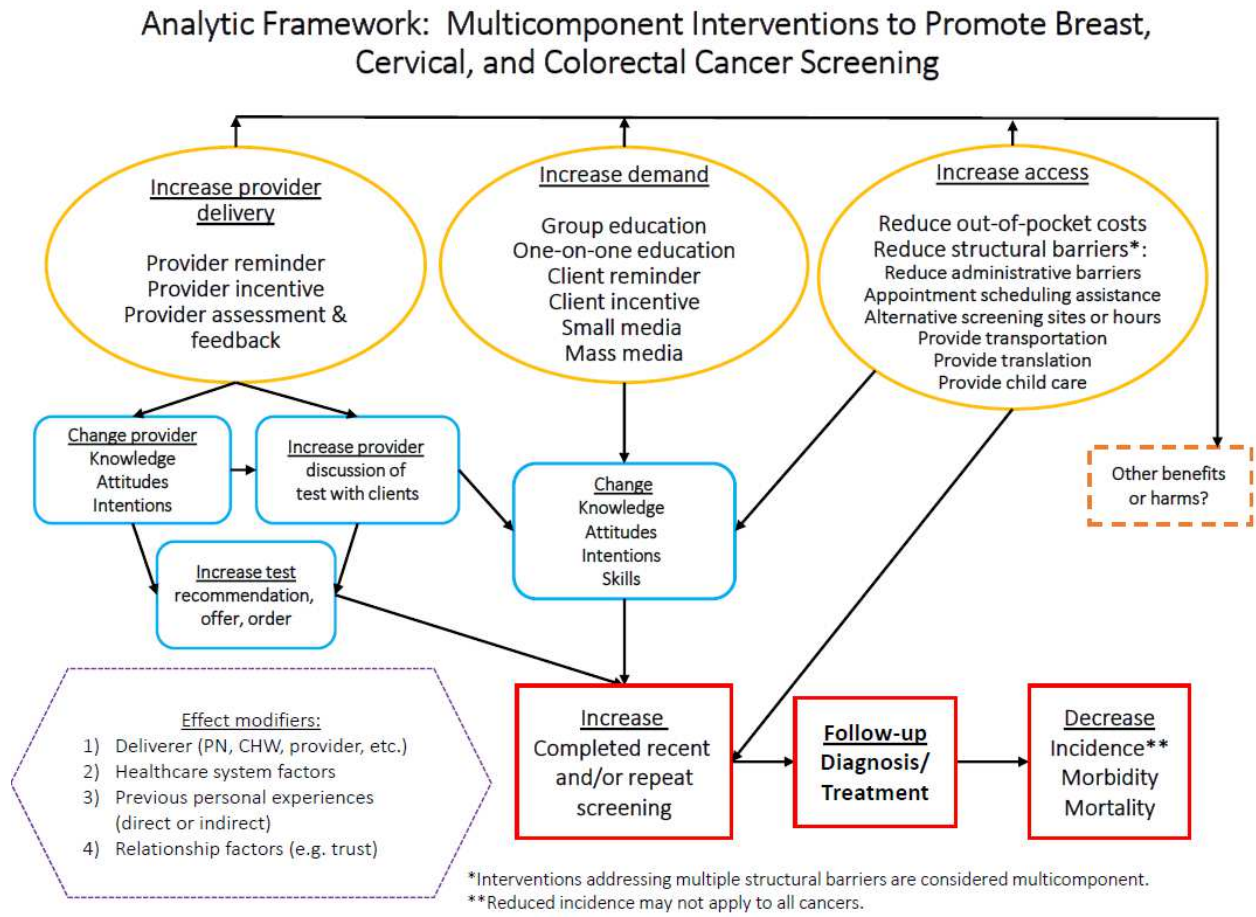 Analytic Framework:  Multicomponent Interventions to Promote Breast,
Cervical, and Colorectal Cancer Screening
Increase provider
delivery
Provider reminder
Provider incentive
Provider assessment &
feedback
Increase demand
Group education
One-on-one education
Client reminder
Client incentive
Small media
Mass media
Increase access
Reduce out-of-pocket costs
Reduce structural barriers*:
Reduce administrative barriers
Appointment scheduling assistance
Alternative screening sites or hours
Provide transportation
Provide translation
Provide child care
Change provider
Knowledge
Attitudes
Intentions
Increase provider
discussion of
test with clients
Increase test
recommendation,
offer, order
Change
Knowledge
Attitudes
Intentions
Skills
Other benefits
or harms?
Effect modifiers:
1) Deliverer (PN, CHW, provider, etc.)
2) Healthcare system factors
3) Previous personal experiences
(direct or indirect)
4) Relationship factors (e.g. trust)
Increase
Completed recent
and/or repeat
screening
Follow-up
Diagnosis/
Treatment
Decrease
Incidence**
Morbidity
Mortality
*Interventions addressing multiple structural barriers are considered multicomponent.
**Reduced incidence may not apply to all cancers.